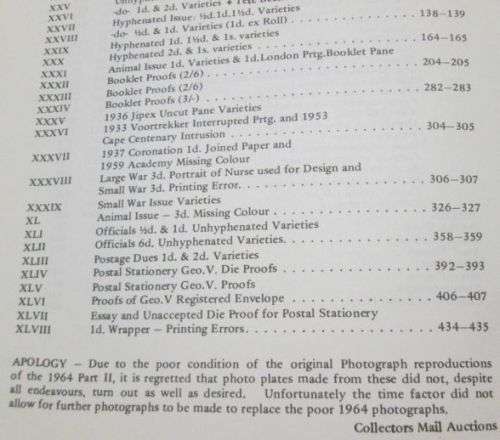 XXV -do- 1d. & 2d. Varieties +
XXVI Hyphenated Issue: ½d.1d.1½d. Varieties
XXVII -do- ½d. & 1d. Varieties (1d. ex Roll) . . . . . . . . . . . . . 138–139
XXVIII Hyphenated 1d. 1½d. & 1s. varieties
XXIX Hyphenated 2d. & 1s. varieties . . . . . . . . . . . . . . . . . 164–165
XXX Animal Issue 1d. Varieties & 1d.London Prtg.Booklet Pane
XXXI Booklet Proofs (2/6) . . . . . . . . . . . . . . . . . . . . . . . 204–205
XXXII Booklet Proofs (2/6)
XXXIII Booklet Proofs (3/-) . . . . . . . . . . . . . . . . . . . . . . . 282–283
XXXIV 1936 Jipex Uncut Pane Varieties
XXXV 1933 Voortrekker Interrupted Prtg. and 1953
XXXVI Cape Centenary Intrusion . . . . . . . . . . . . . . . . . . . . 304–305
XXXVII 1937 Coronation 1d. Joined Paper and
1959 Academy Missing Colour
XXXVIII Large War 3d. Portrait of Nurse used for Design and
Small War 3d. Printing Error. . . . . . . . . . . . . . . . . . . 306–307
XXXIX Small War Issue Varieties
XL Animal Issue – 3d. Missing Colour . . . . . . . . . . . . . . . 326–327
XLI Officials ½d. & 1d. Unhyphenated Varieties
XLII Officials 6d. Unhyphenated Varieties. . . . . . . . . . . . . . 358–359
XLIII Postage Dues 1d. & 2d. Varieties
XLIV Postal Stationery Geo.V. Die Proofs . . . . . . . . . . . . . . 392–393
XLV Postal Stationery Geo.V. Proofs
XLVI Proofs of Geo.V Registered Envelope . . . . . . . . . . . . . 406–407
XLVII Essay and Unaccepted Die Proof for Postal Stationery
XLVIII 1d. Wrapper – Printing Errors. . . . . . . . . . . . . . . . . . 434–435
APOLOGY – Due to the poor condition of the original Photograph reproductions
of the 1964 Part II, it is regretted that photo plates made from these did not, despite
all endeavours, turn out as well as desired. Unfortunately the time factor did not
allow for further photographs to be made to replace the poor 1964 photographs.
Collectors Mail Auctions